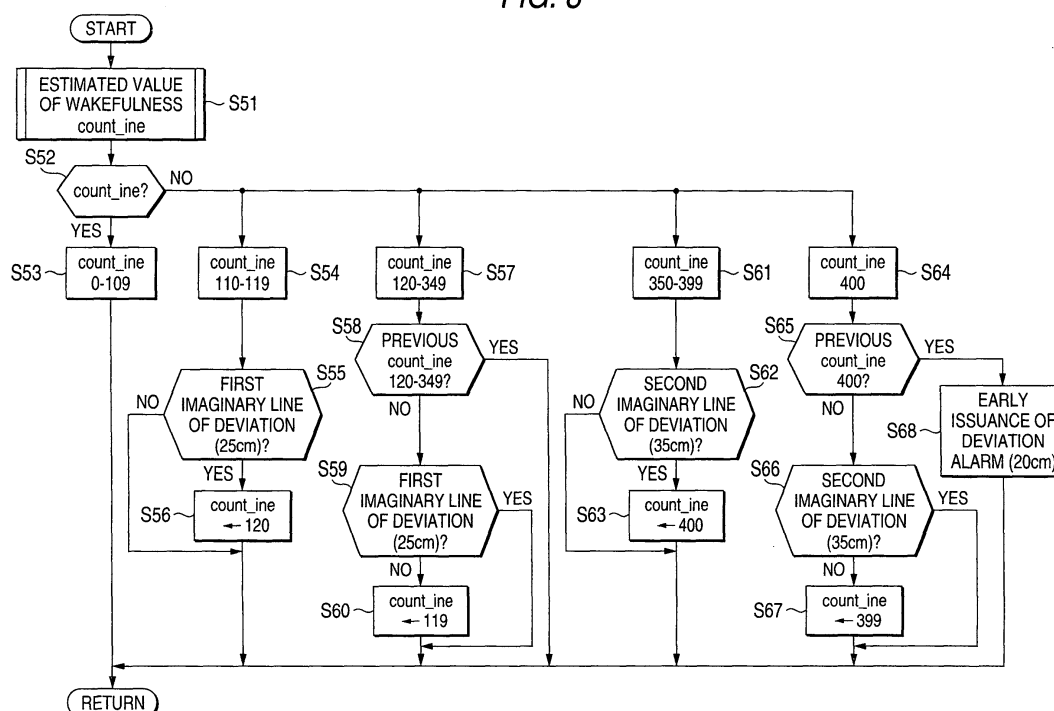 START
ESTIMATED VALUE
OF WAKEFULNESS
count_ine
S51
S52
count_ine?
NO
YES
S53
count_ine
0-109
count_ine
110-119
S54
count_ine
120-349
S57
count_ine
350-399
S61
count_ine
400
S64
S58
PREVIOUS
count_ine
120-349?
YES
NO
S65
PREVIOUS
count_ine
400?
YES
NO
FIRST
IMAGINARY LINE
OF DEVIATION
(25cm)?
S55
NO
YES
SECOND
IMAGINARY LINE
OF DEVIATION
(35cm)?
S62
NO
YES
S68
EARLY
ISSUANCE OF
DEVIATION
ALARM (20cm)
S56
count_ine
← 120
S59
FIRST
IMAGINARY LINE
OF DEVIATION
(25cm)?
YES
NO
S63
count_ine
← 400
S66
SECOND
IMAGINARY LINE
OF DEVIATION
(35cm)?
YES
NO
S60
count_ine
← 119
S67
count_ine
← 399
RETURN